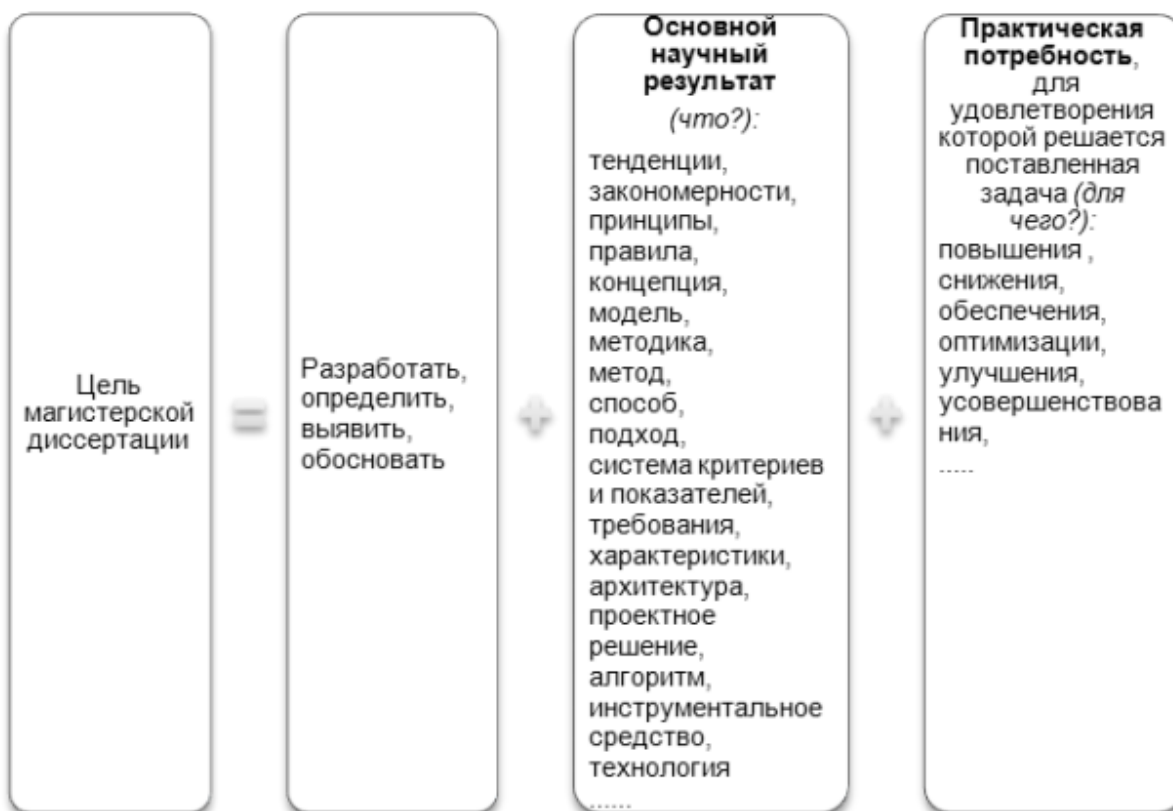 Цель
магистерской
диссертации
=
Разработать,
определить,
выявить,
обосновать
+
Основной
научный
результат
(что?):
тенденции,
закономерности,
принципы,
правила,
концепция,
модель,
методика,
метод,
способ,
подход,
система критериев
и показателей,
требования,
характеристики,
архитектура,
проектное
решение,
алгоритм,
инструментальное
средство,
технология
......
+
Практическая
потребность,
для
удовлетворения
которой решается
поставленная
задача (для
чего?):
повышения ,
снижения,
обеспечения,
оптимизации,
улучшения,
усовершенствова
ния,
.....